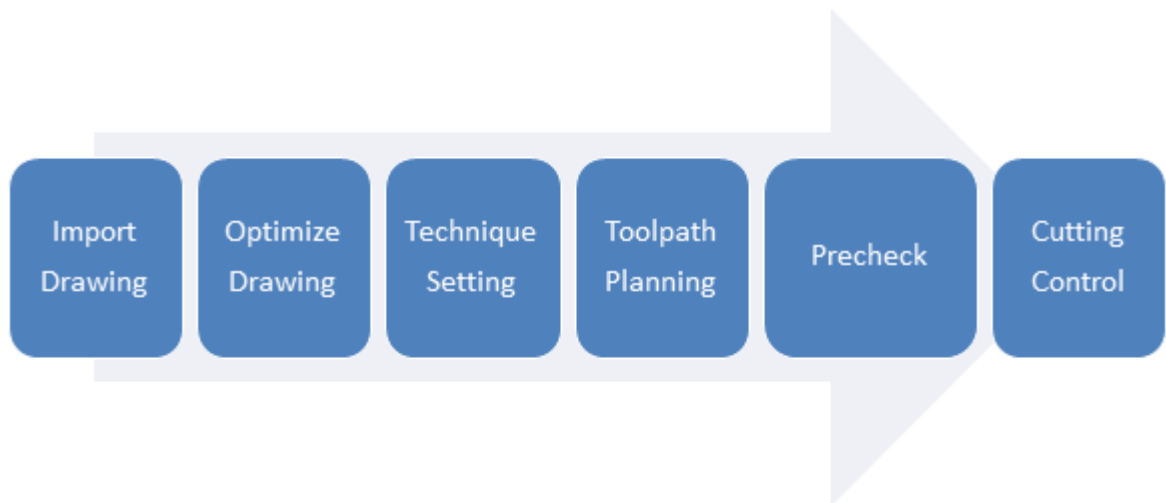 Import
Drawing
Optimize
Drawing
Technique
Setting
Toolpath
Planning
Precheck
Cutting
Control